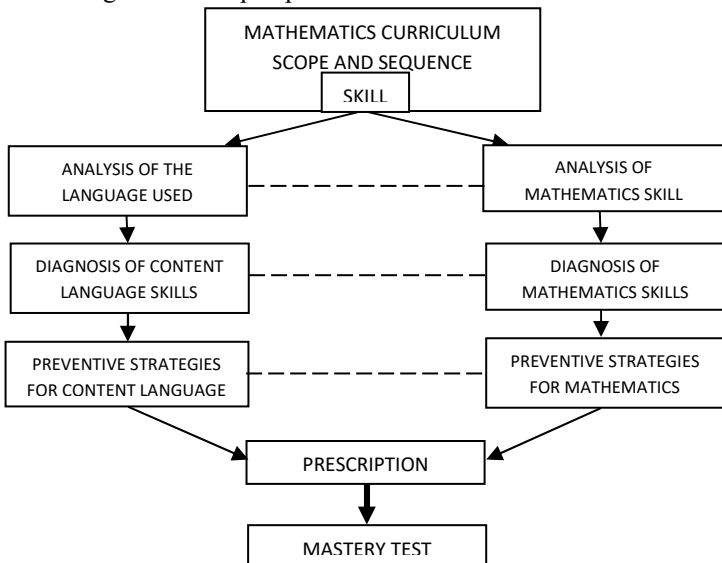 MATHEMATICS CURRICULUM
SCOPE AND SEQUENCE
SKILL
ANALYSIS OF THE
LANGUAGE USED
ANALYSIS OF
MATHEMATICS SKILL
DIAGNOSIS OF CONTENT
LANGUAGE SKILLS
DIAGNOSIS OF
MATHEMATICS SKILLS
PREVENTIVE STRATEGIES
FOR CONTENT LANGUAGE
PREVENTIVE STRATEGIES
FOR MATHEMATICS
PRESCRIPTION
MASTERY TEST